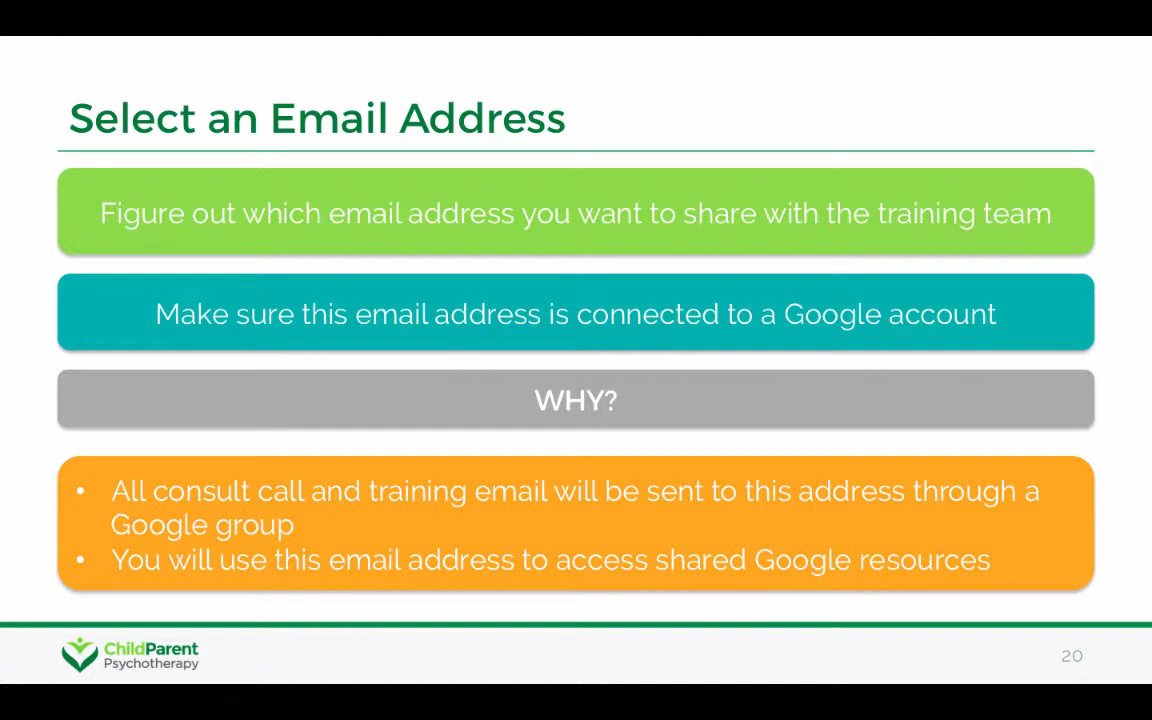 Select an Email Address
Figure out which email address you want to share with the training team
Make sure this email address is connected to a Google account
WHY?
• All consult call and training email will be sent to this address through a
Google group
• You will use this email address to access shared Google resources
ChildParent
Psychotherapy
20